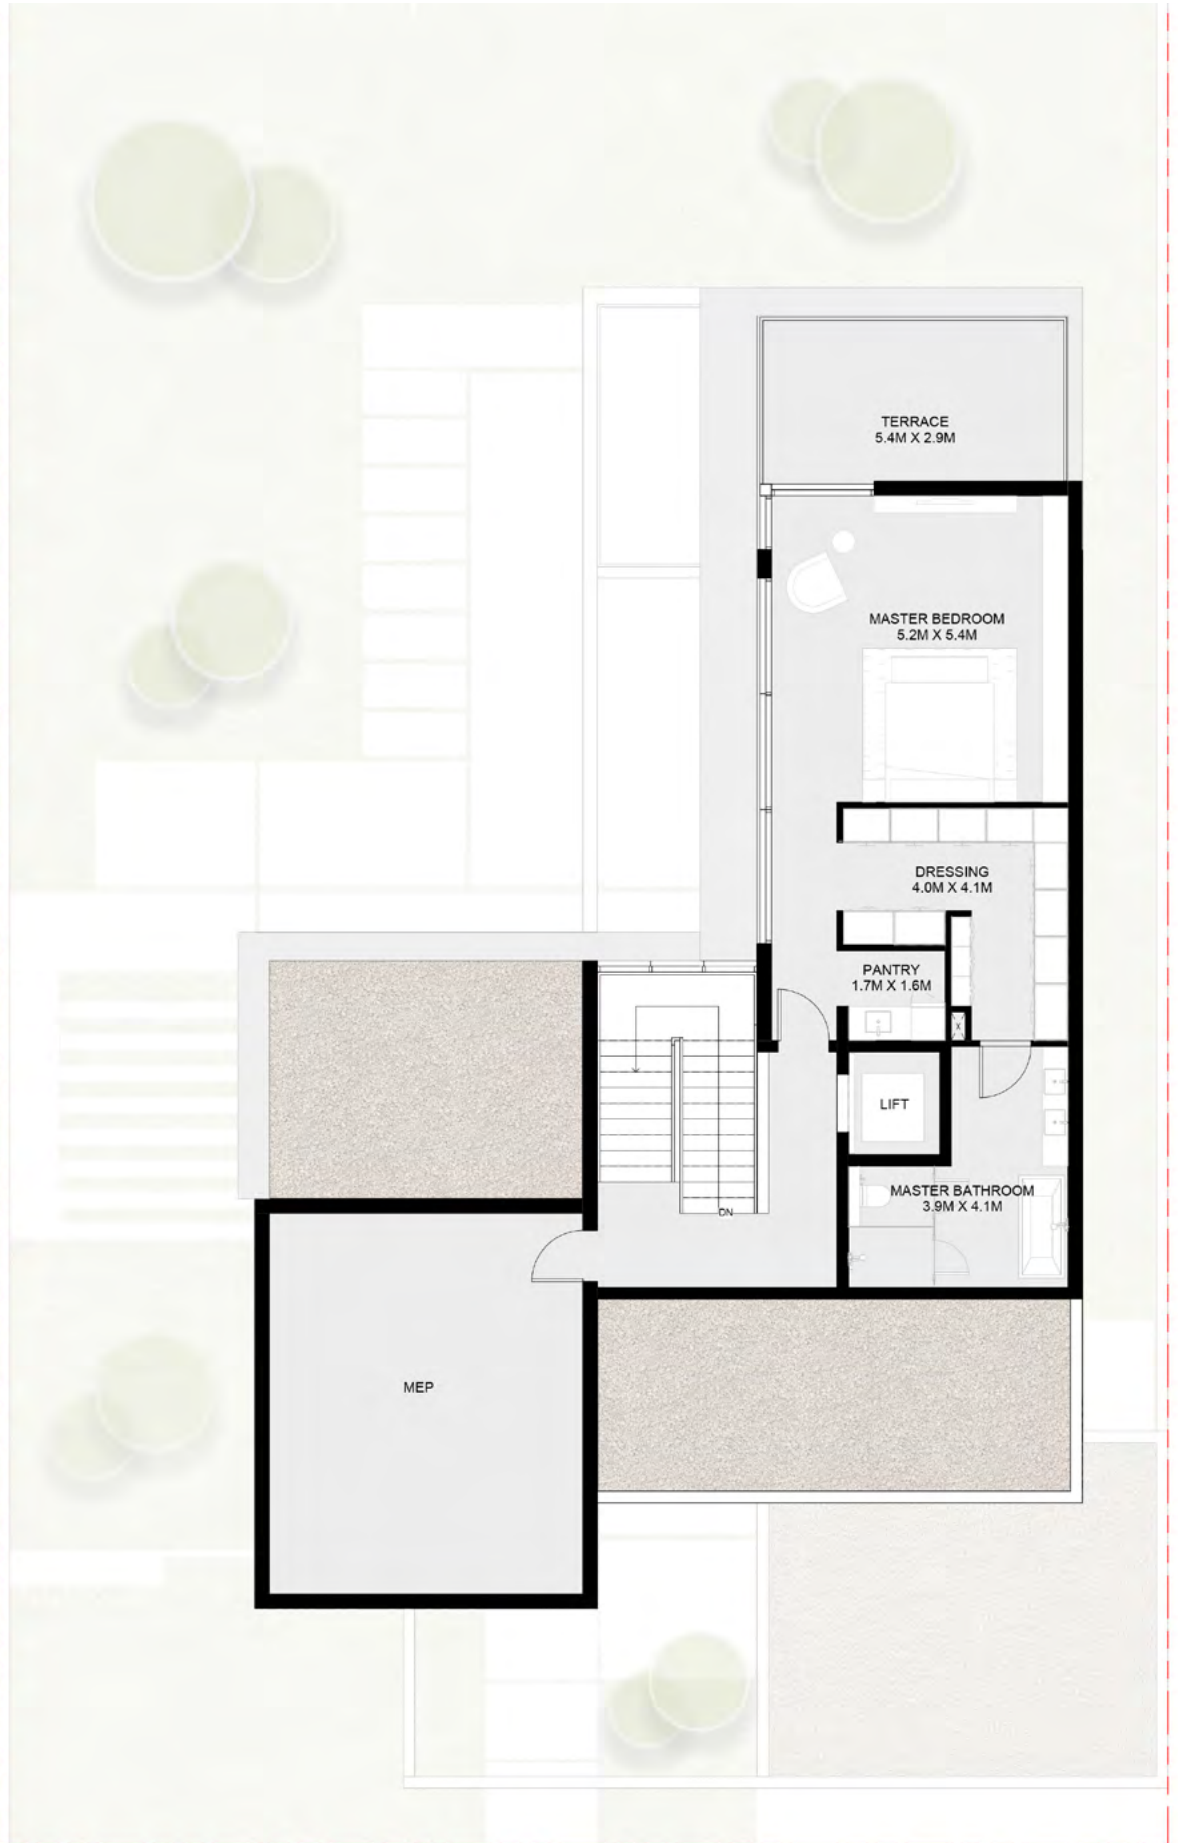 TERRACE
5.4M X 2.9M
MASTER BEDROOM
5.2M X 5.4M
DRESSING
4.0M X 4.1M
PANTRY
1.7M X 1.6M
X
LIFT
MASTER BATHROOM
3.9M X 4.1M
DN
MEP